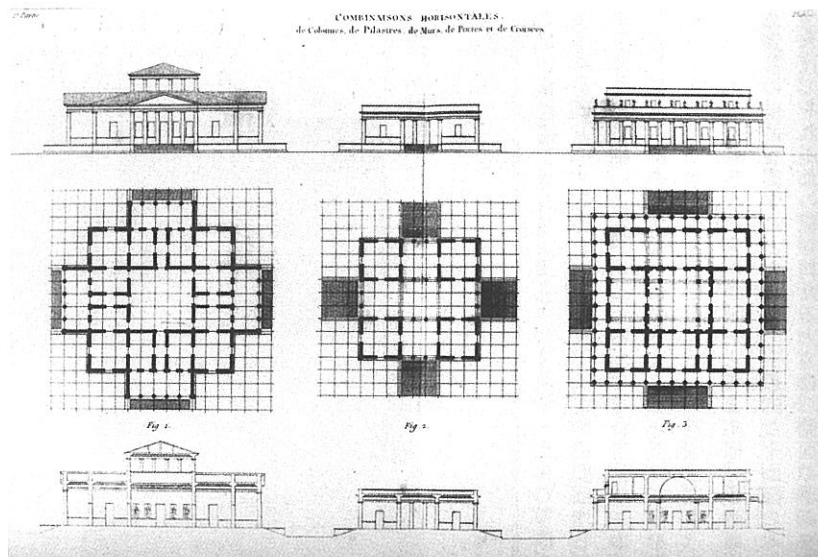 COMBINAISONS HORISONTALES,
de Colonnes, de Pilastres, de Murs, de Portes et de Croisées
Fig. 1.
Fig. 2.
Fig. 3.